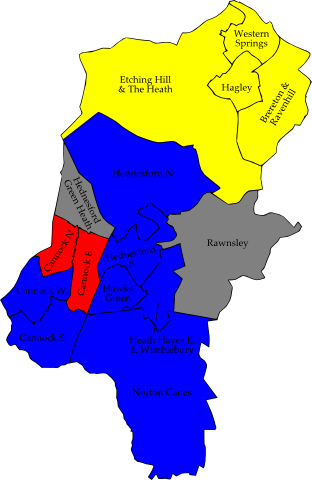 Western
Springs
Etching Hill
& The Heath
Hagley
Brereton &
Ravenhill
Hednesford N.
Hednesford
Green Heath
Rawnsley
Cannock N.
Cannock E.
Hednesford
S.
Cannock W.
Hawks
Green
Cannock S.
Heath Hayes E.
& Wimblebury
Norton Canes